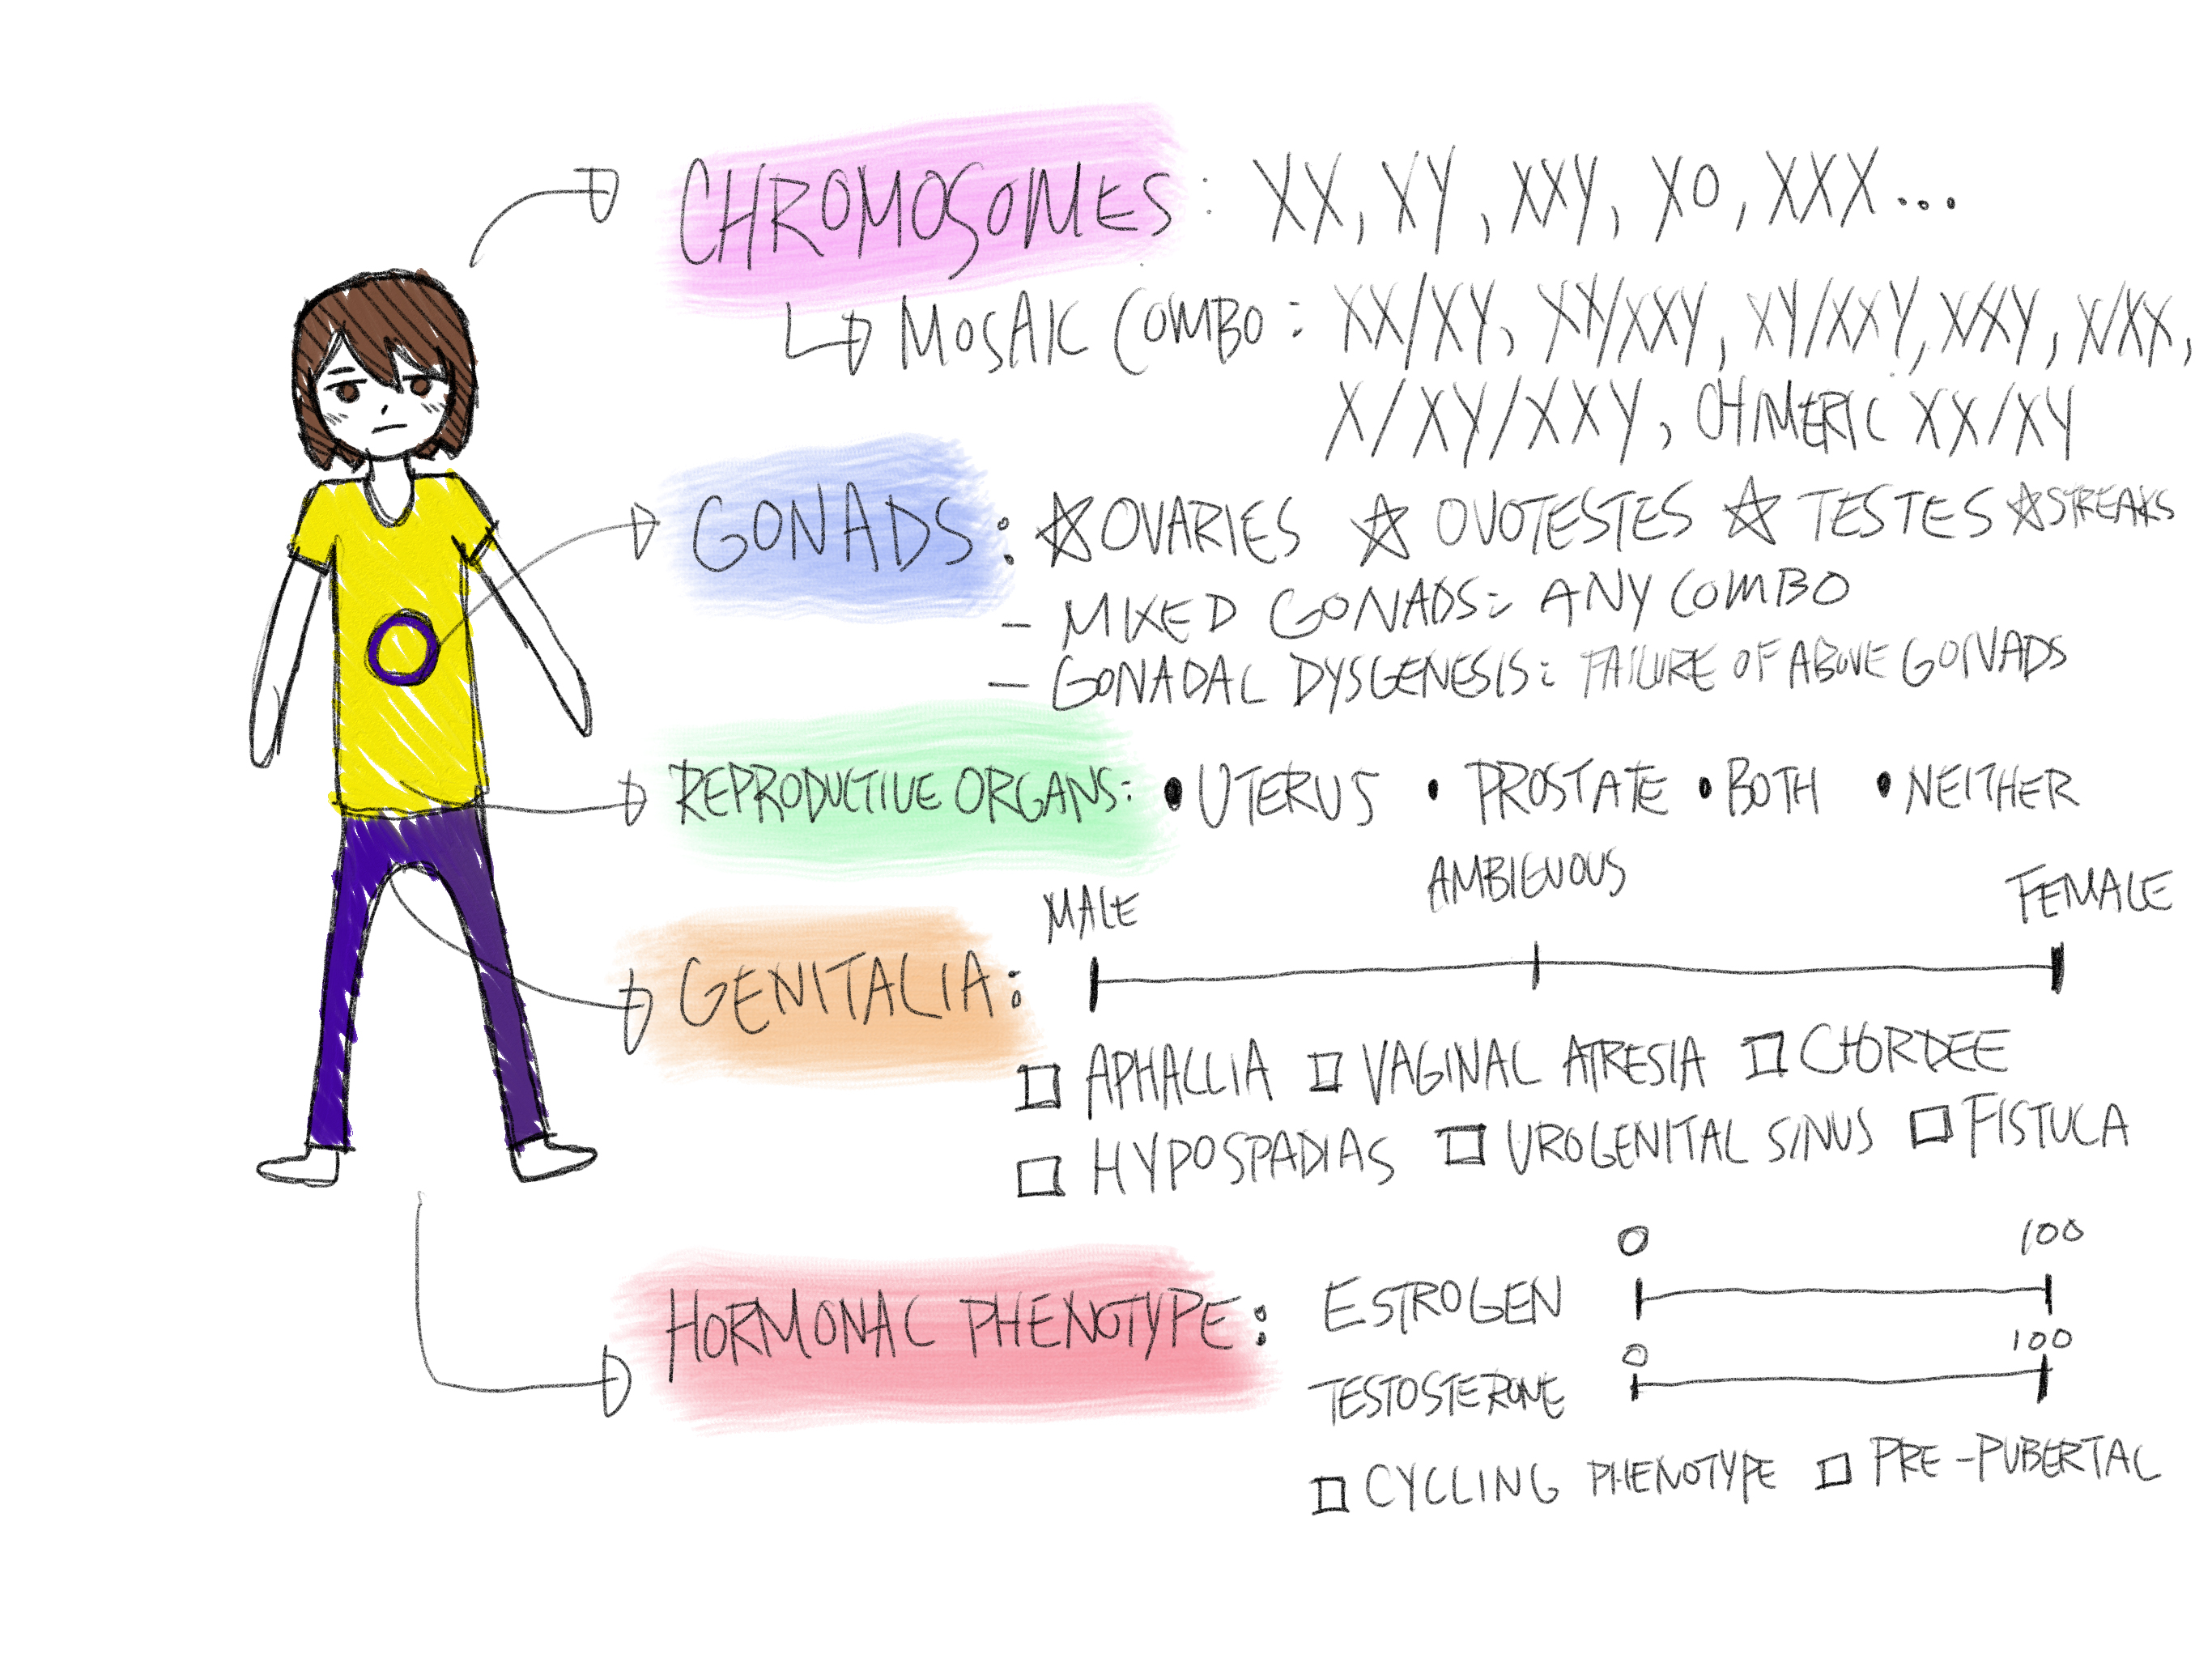 CHROMOSOMES: XX, XY, XXY, XO, XXX...
MOSAIC COMBO: XX/XY, XX/XXY, XY/XXY, X/XY, X/XX,
X/XY/XXY, CHIMERIC XX/XY
GONADS: ☆OVARIES ☆ OVOTESTES ☆ TESTES ☆STREAKS
- MIXED GONADS: ANY COMBO
- GONADAL DYSGENESIS: FAILURE OF ABOVE GONADS
REPRODUCTIVE ORGANS: • UTERUS • PROSTATE • BOTH • NEITHER
MALE AMBIGUOUS FEMALE
GENITALIA:
□ APHALLIA □ VAGINAL ATRESIA □ CHORDEE
□ HYPOSPADIAS □ UROGENITAL SINUS □ FISTULA
0 100
HORMONAL PHENOTYPE: ESTROGEN
0 100
TESTOSTERONE
□ CYCLING PHENOTYPE □ PRE-PUBERTAL